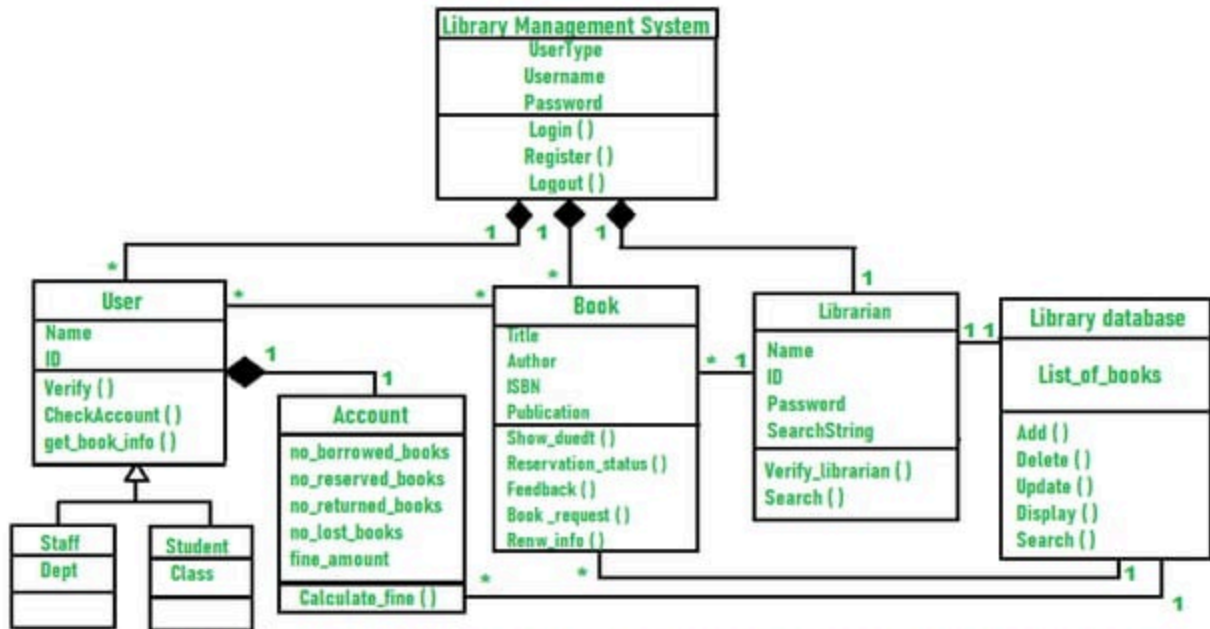 Library Management System
UserType
Username
Password
Login ( )
Register ( )
Logout ( )
1
1
1
*
*
1
User
Name
ID
Verify ( )
CheckAccount ( )
get_book_info ( )
*
*
1
1
Staff
Dept
Student
Class
Account
no_borrowed_books
no_reserved_books
no_returned_books
no_lost_books
fine_amount
Calculate_fine ( )
Book
Title
Author
ISBN
Publication
Show_duedt ( )
Reservation_status ( )
Feedback ( )
Book _request ( )
Renw_info ( )
*
1
Librarian
Name
ID
Password
SearchString
Verify_librarian ( )
Search ( )
1
1
Library database
List_of_books
Add ( )
Delete ( )
Update ( )
Display ( )
Search ( )
*
1
*
1